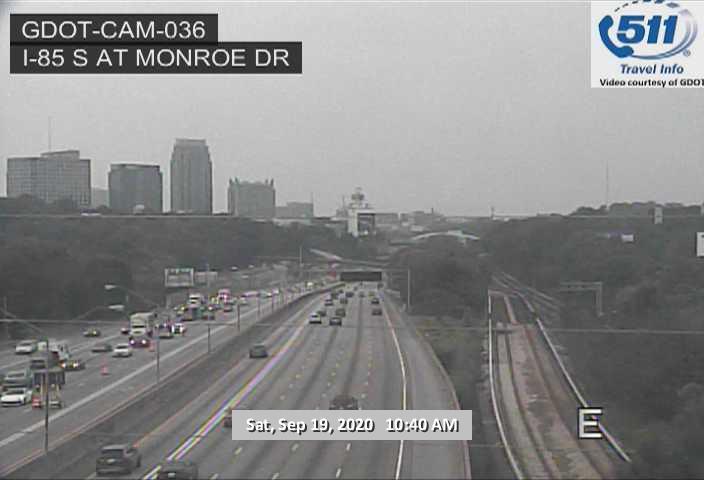 GDOT-CAM-036
I-85 S AT MONROE DR
511
®
Travel Info
Video courtesy of GDOT
E
Sat, Sep 19, 2020 10:40 AM